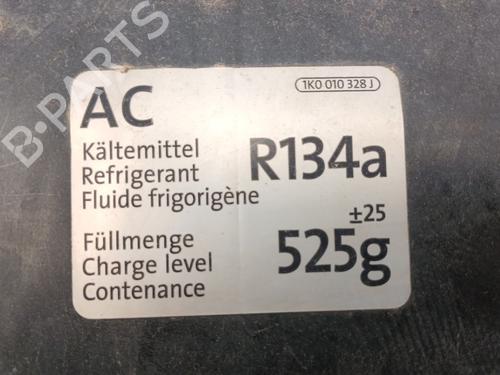 1K0 010 328 J
AC
Kältemittel
Refrigerant
Fluide frigorigène
R134a
Füllmenge
Charge level
Contenance
±25
525g
B-PARTS